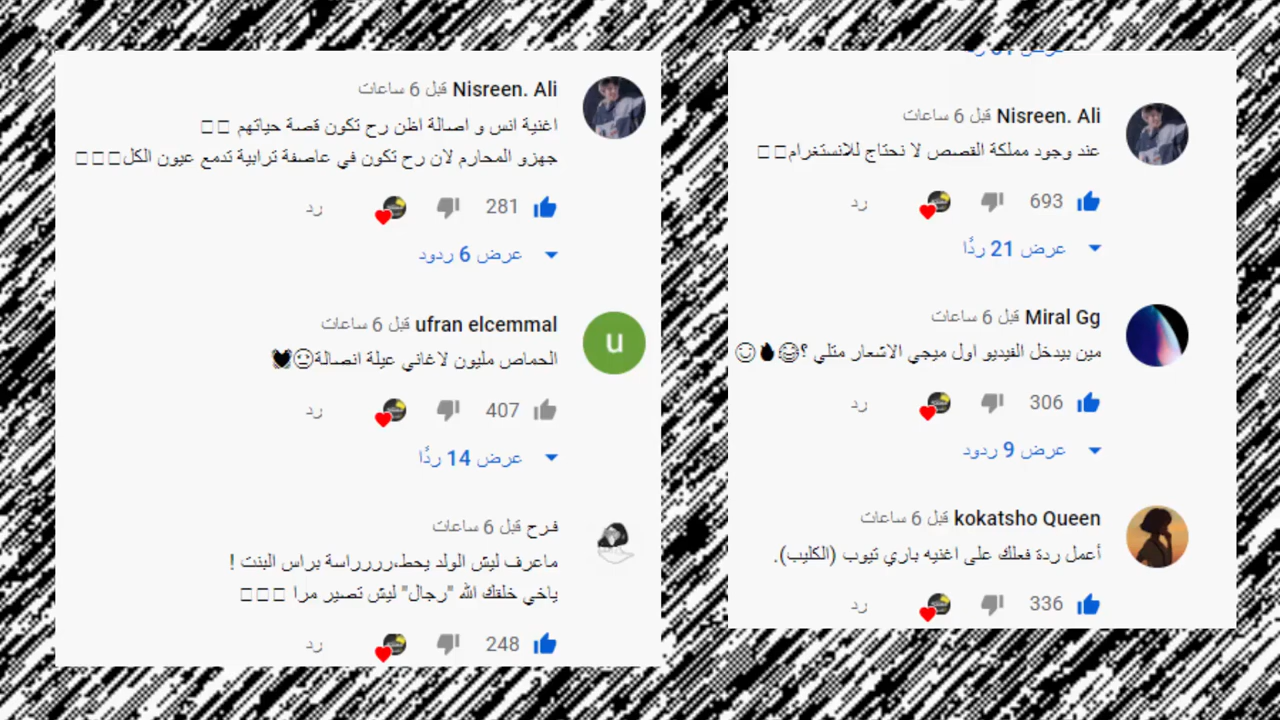 عرض 31 ردًا
Nisreen. Ali قبل 6 ساعات
عند وجود مملكة القصص لا نحتاج للانستغرام
693
رد
عرض 21 ردًا
Miral Gg قبل 6 ساعات
مين بيدخل الفيديو اول ميجي الاشعار متلي ؟😂💧☺
306
رد
عرض 9 ردود
kokatsho Queen قبل 6 ساعات
أعمل ردة فعلك على اغنيه باري تيوب (الكليب).
336
رد
Nisreen. Ali قبل 6 ساعات
اغنية انس و اصالة اظن رح تكون قصة حياتهم
جهزو المحارم لان رح تكون في عاصفة ترابية تدمع عيون الكل
281
رد
عرض 6 ردود
ufran elcemmal قبل 6 ساعات
الحماص مليون لاغاني عيلة انصالة😍💓
407
رد
عرض 14 ردًا
فرح قبل 6 ساعات
ماعرف ليش الولد يحط،رررراسة براس البنت !
ياخي خلقك الله "رجال" ليش تصير مرا
248
رد